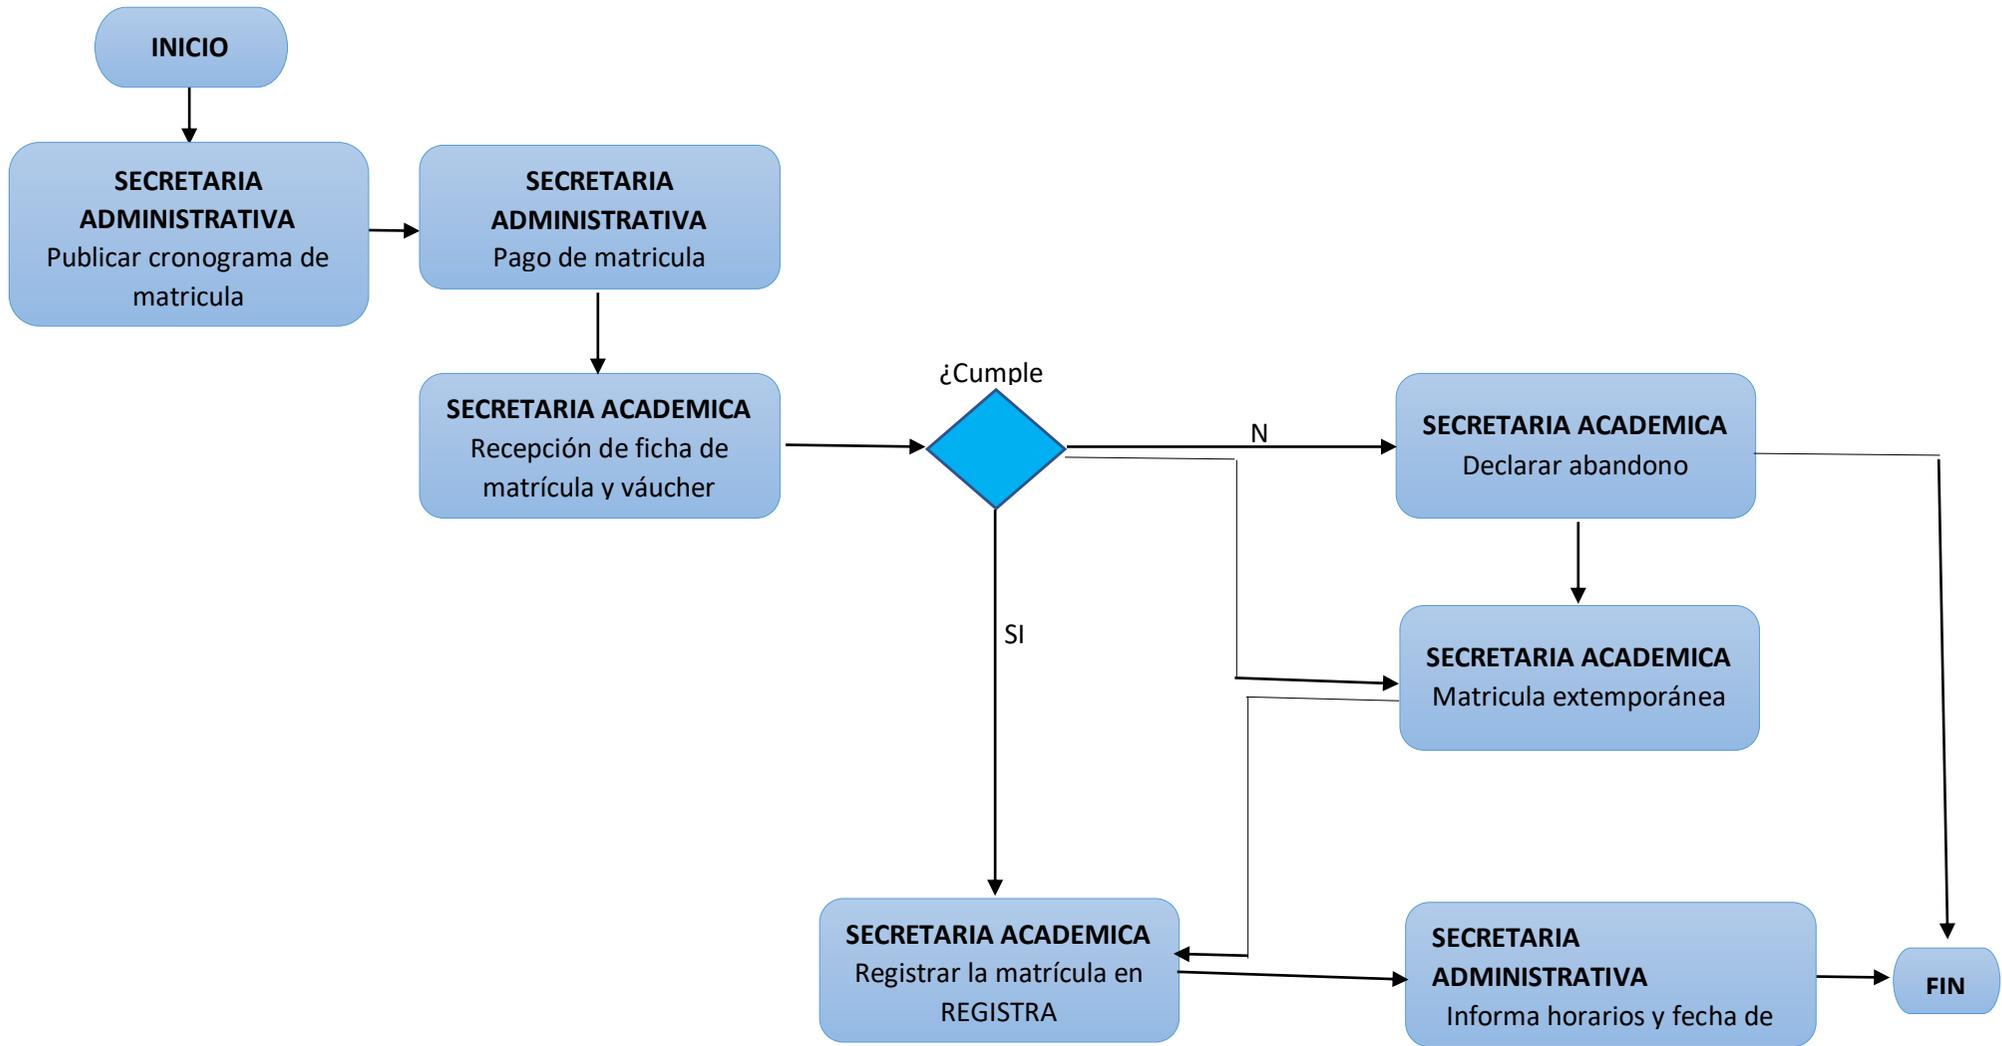 INICIO
SECRETARIA
ADMINISTRATIVA
Publicar cronograma de
matricula
SECRETARIA
ADMINISTRATIVA
Pago de matricula
SECRETARIA ACADEMICA
Recepción de ficha de
matrícula y váucher
¿Cumple
N
SECRETARIA ACADEMICA
Declarar abandono
SI
SECRETARIA ACADEMICA
Matricula extemporánea
SECRETARIA ACADEMICA
Registrar la matrícula en
REGISTRA
SECRETARIA
ADMINISTRATIVA
Informa horarios y fecha de
FIN